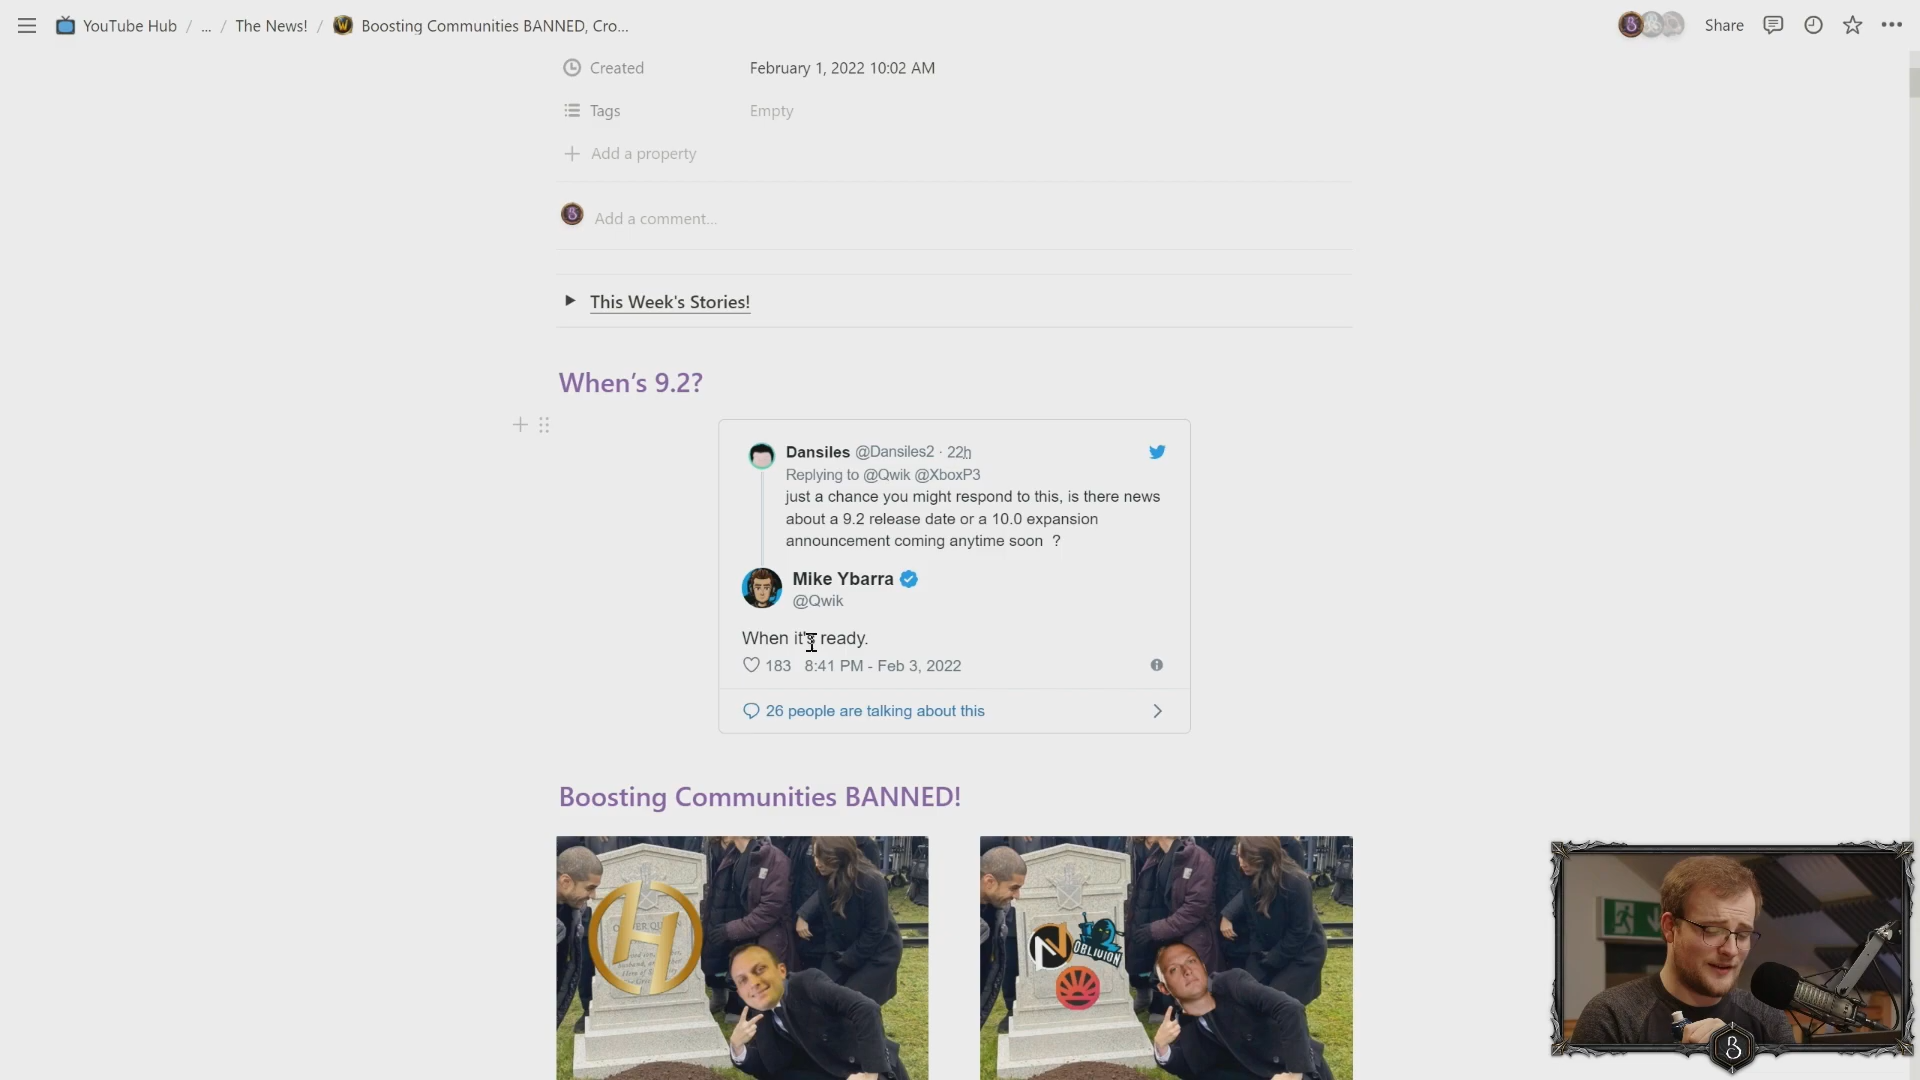 YouTube Hub / ... / The News! / Boosting Communities BANNED, Cro...
Share
Created February 1, 2022 10:02 AM
Tags Empty
Add a property
Add a comment...
This Week's Stories!
When's 9.2?
Dansiles @Dansiles2 · 22h
Replying to @Qwik @XboxP3
just a chance you might respond to this, is there news
about a 9.2 release date or a 10.0 expansion
announcement coming anytime soon ?
Mike Ybarra
@Qwik
When it's ready.
183 8:41 PM - Feb 3, 2022
26 people are talking about this
Boosting Communities BANNED!
H
N
OBLIVION
B